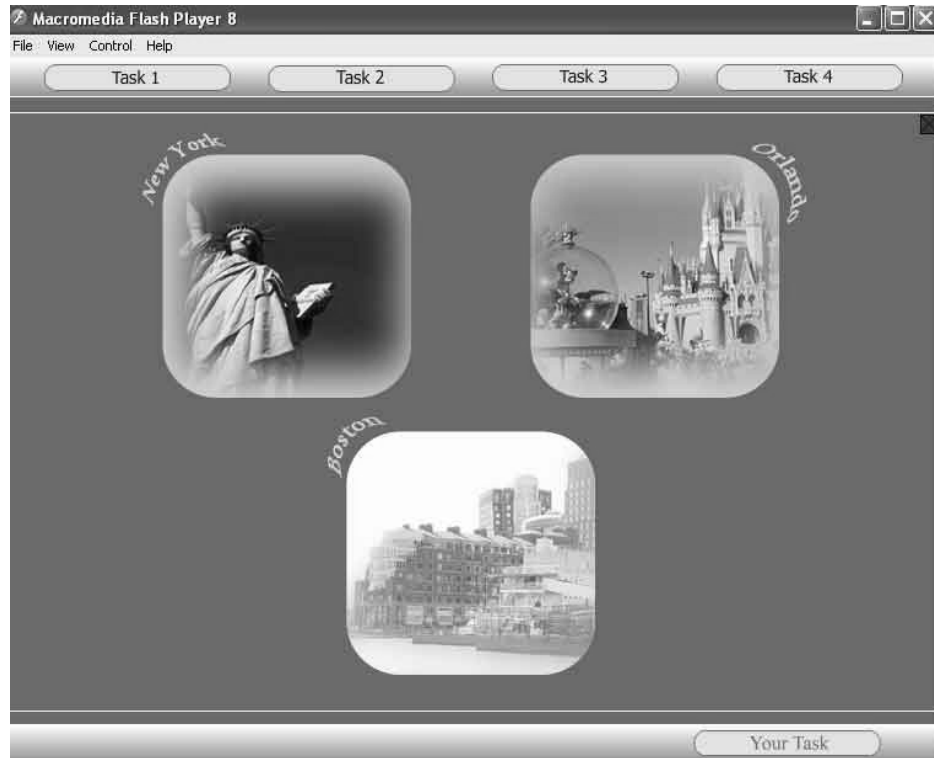 Macromedia Flash Player 8
File View Control Help
Task 1 Task 2 Task 3 Task 4
New York
Orlando
Boston
Your Task